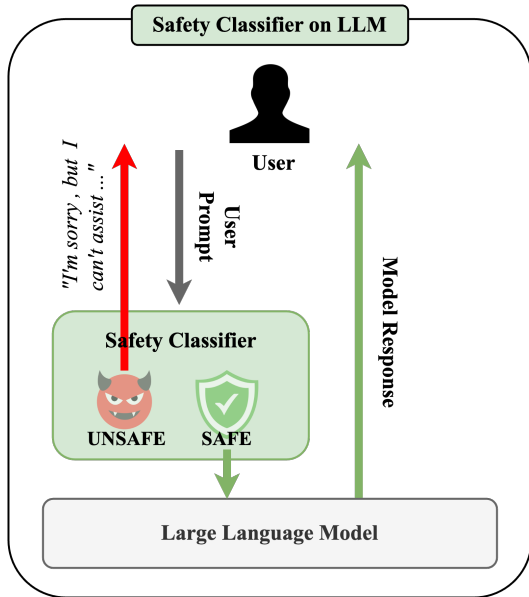 Safety Classifier on LLM
User
"I'm sorry , but I
can't assist ..."
User
Prompt
Model Response
Safety Classifier
UNSAFE
SAFE
Large Language Model